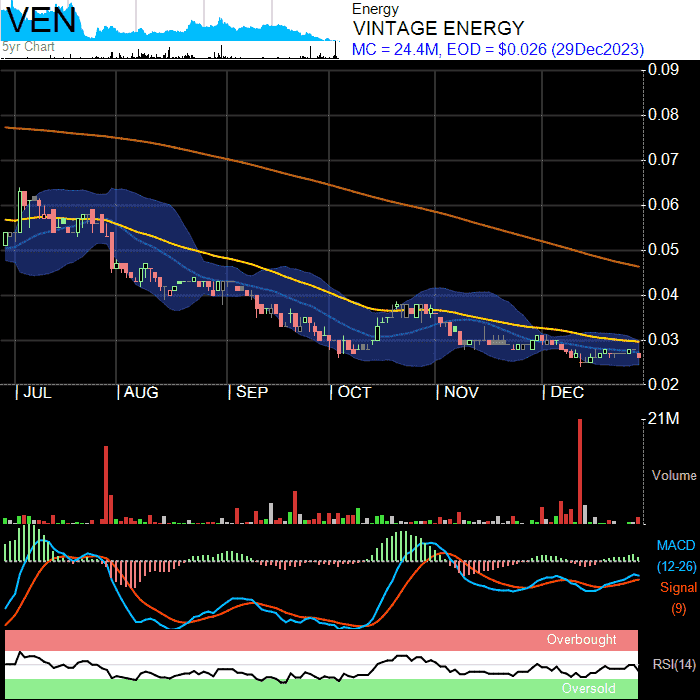 VEN
5yr Chart
Energy
VINTAGE ENERGY
MC = 24.4M, EOD = $0.026 (29Dec2023)
0.09
0.08
0.07
0.06
0.05
0.04
0.03
0.02
JUL AUG SEP OCT NOV DEC
21M
Volume
MACD
(12-26)
Signal
(9)
Overbought
RSI(14)
Oversold